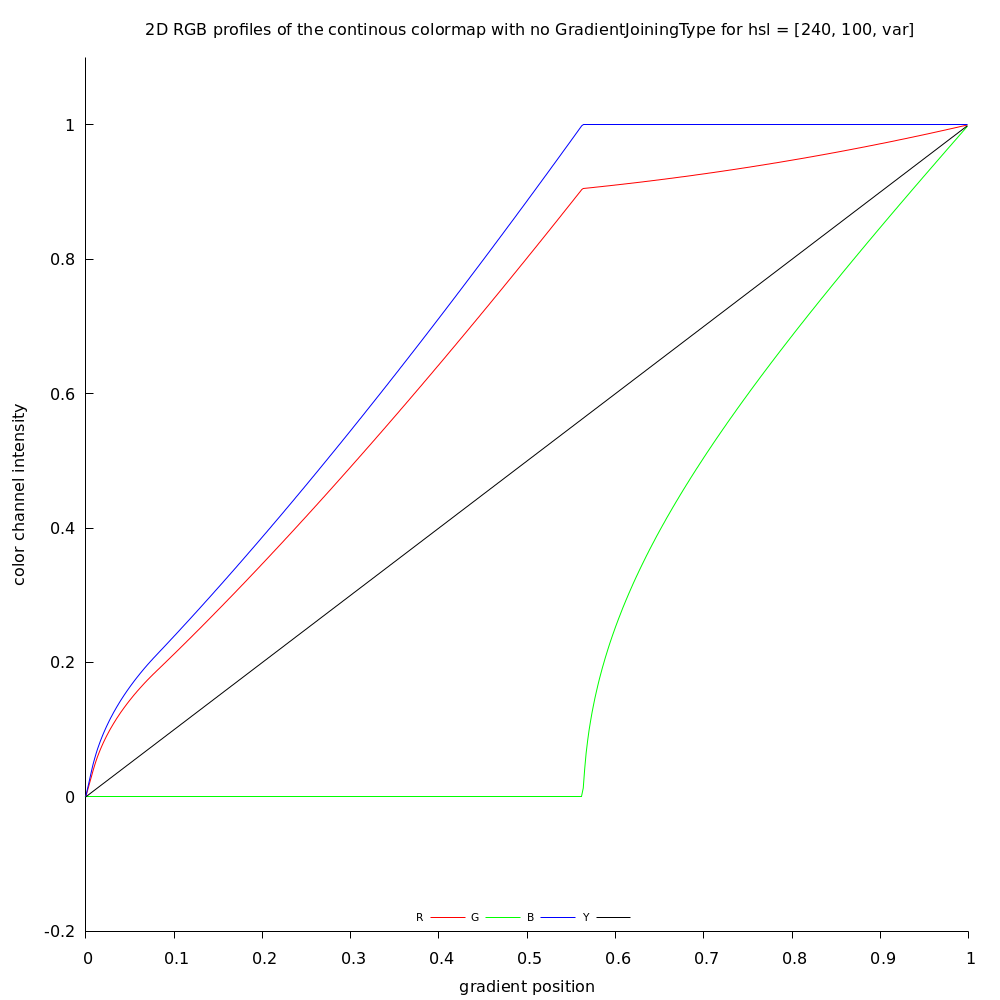 2D RGB profiles of the continous colormap with no GradientJoiningType for hsl = [240, 100, var]
1
0.8
0.6
0.4
0.2
0
-0.2
color channel intensity
R G B Y
0 0.1 0.2 0.3 0.4 0.5 0.6 0.7 0.8 0.9 1
gradient position